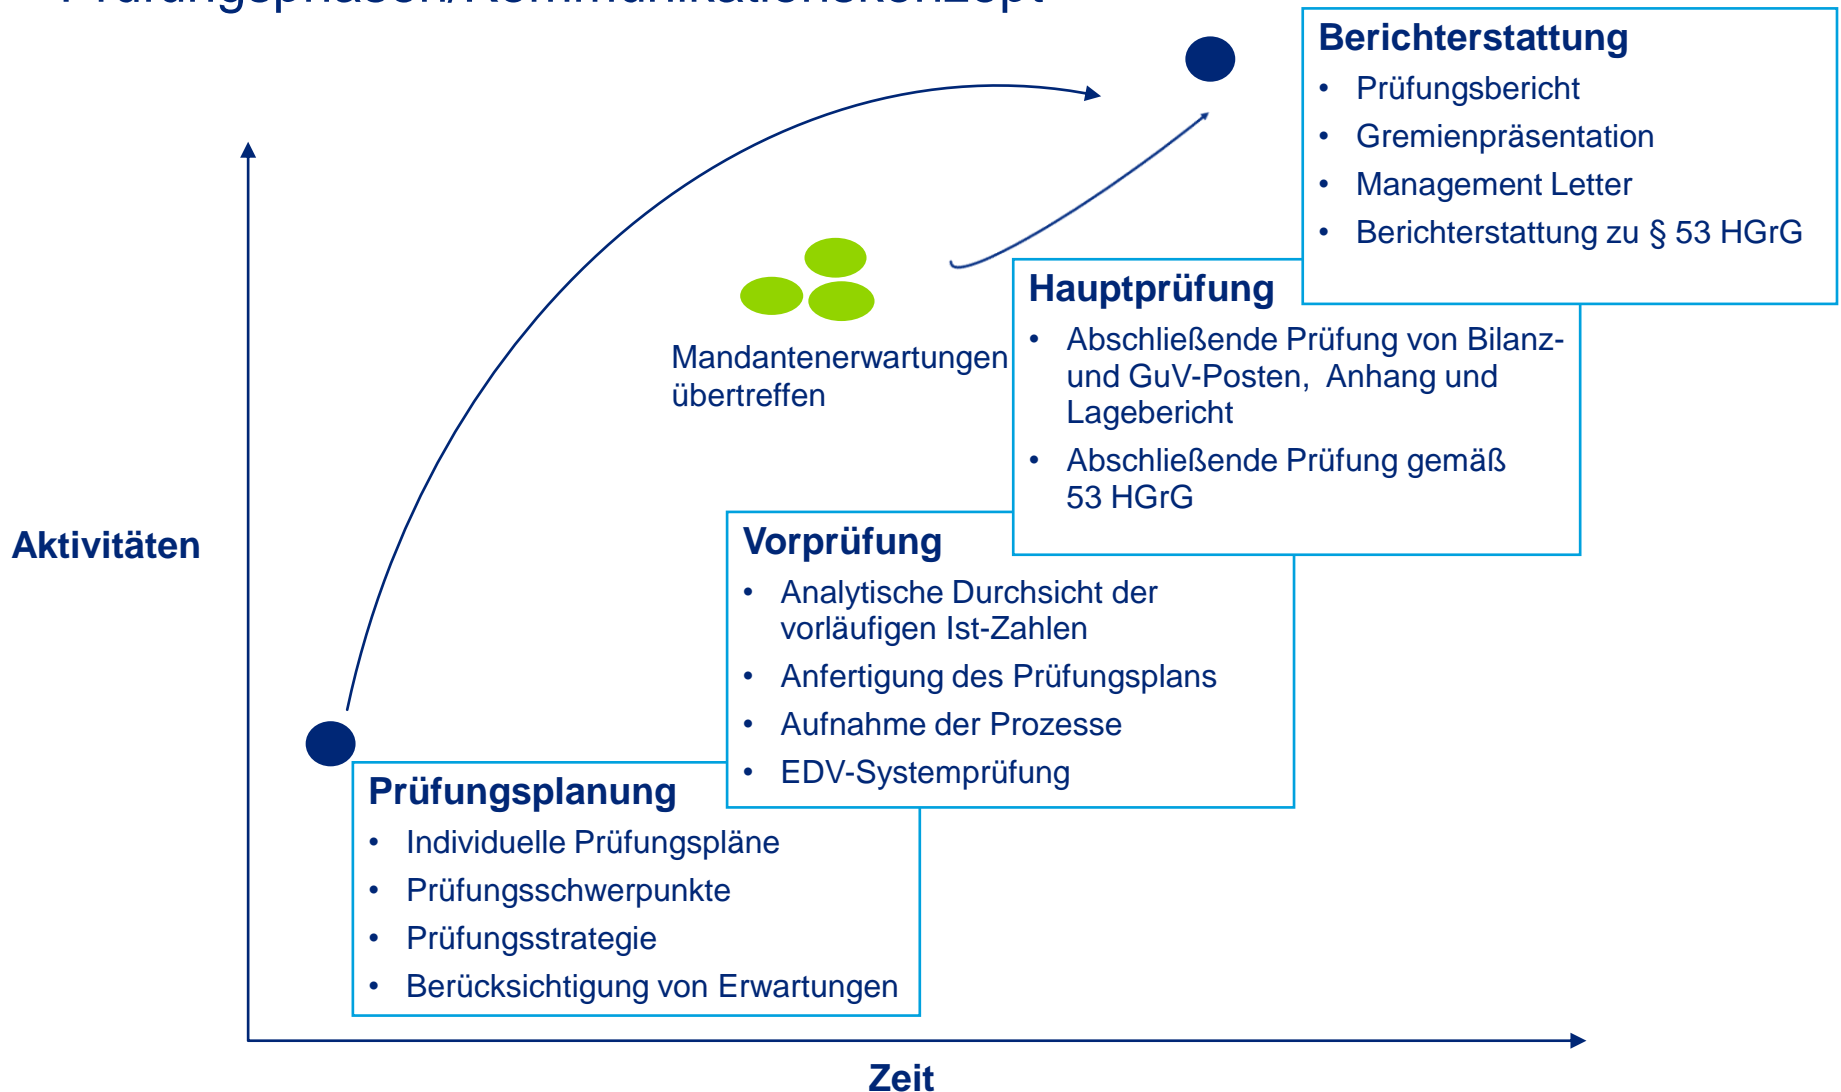 Prüfungsphasen/Kommunikationskonzept
Berichterstattung
• Prüfungsbericht
• Gremienpräsentation
• Management Letter
• Berichterstattung zu § 53 HGrG
Hauptprüfung
• Abschließende Prüfung von Bilanz-
und GuV-Posten, Anhang und
Lagebericht
• Abschließende Prüfung gemäß
53 HGrG
Mandantenerwartungen
übertreffen
Aktivitäten
Vorprüfung
• Analytische Durchsicht der
vorläufigen Ist-Zahlen
• Anfertigung des Prüfungsplans
• Aufnahme der Prozesse
• EDV-Systemprüfung
Prüfungsplanung
• Individuelle Prüfungspläne
• Prüfungsschwerpunkte
• Prüfungsstrategie
• Berücksichtigung von Erwartungen
Zeit